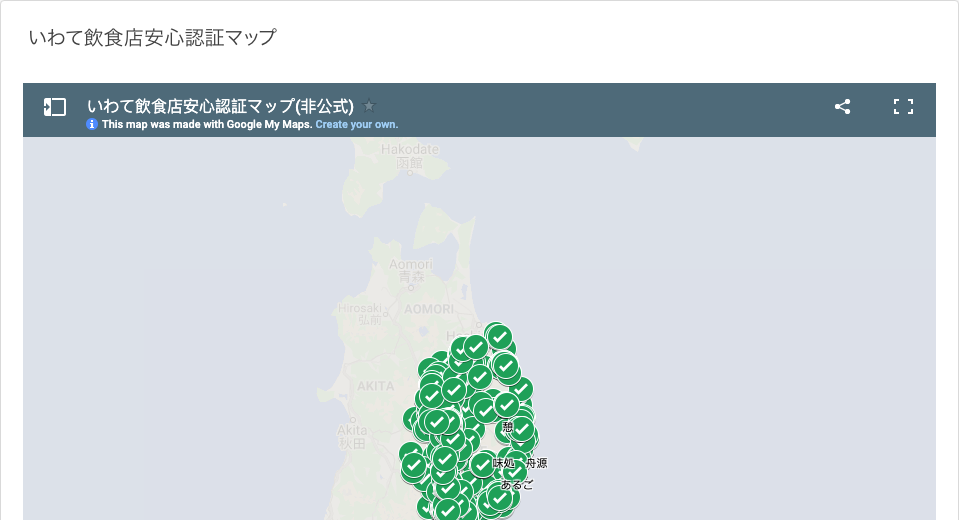 いわて飲食店安心認証マップ
いわて飲食店安心認証マップ(非公式)
This map was made with Google My Maps. Create your own.
Hakodate
函館
Aomori
青森
Hirosaki
弘前
AOMORI
AKITA
Akita
秋田
憩
味処
舟源
あるご